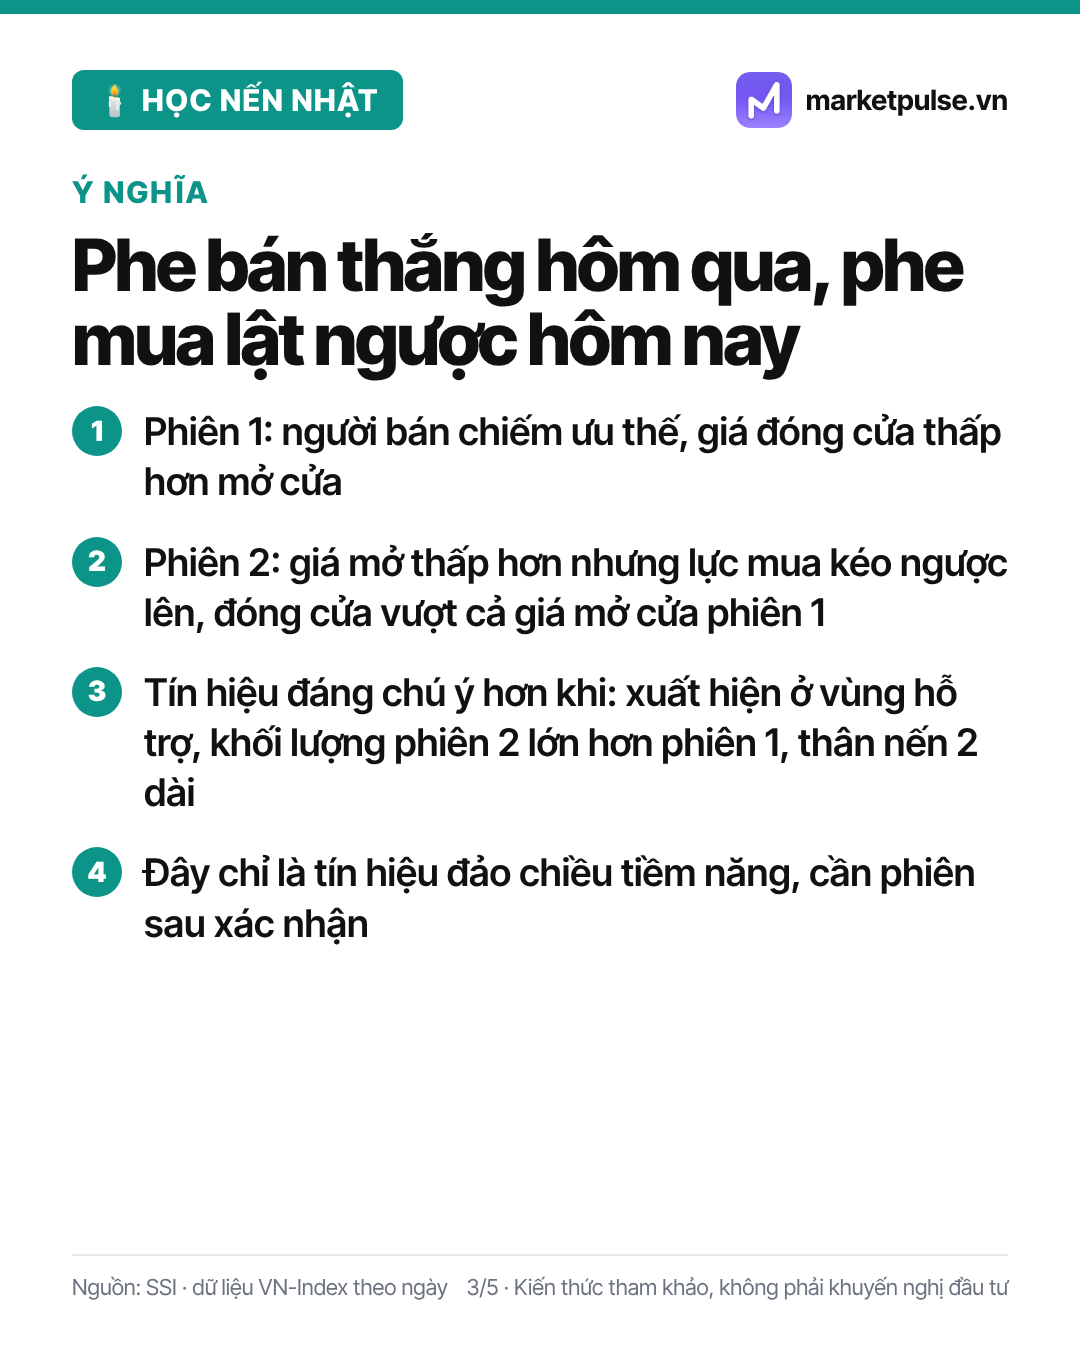 HỌC NẾN NHẬT
marketpulse.vn
Ý NGHĨA
Phe bán thắng hôm qua, phe
mua lật ngược hôm nay
1 Phiên 1: người bán chiếm ưu thế, giá đóng cửa thấp
hơn mở cửa
2 Phiên 2: giá mở thấp hơn nhưng lực mua kéo ngược
lên, đóng cửa vượt cả giá mở cửa phiên 1
3 Tín hiệu đáng chú ý hơn khi: xuất hiện ở vùng hỗ
trợ, khối lượng phiên 2 lớn hơn phiên 1, thân nến 2
dài
4 Đây chỉ là tín hiệu đảo chiều tiềm năng, cần phiên
sau xác nhận
Nguồn: SSI · dữ liệu VN-Index theo ngày
3/5 · Kiến thức tham khảo, không phải khuyến nghị đầu tư